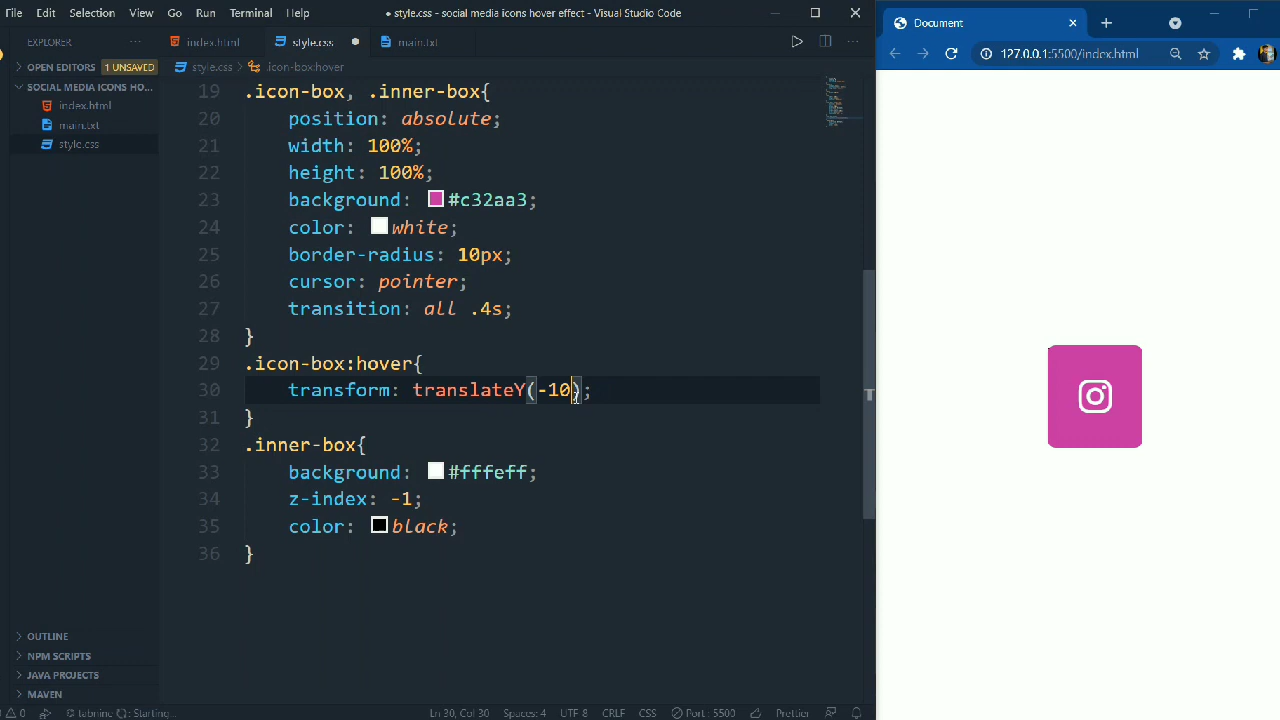 File Edit Selection View Go Run Terminal Help
● style.css - social media icons hover effect - Visual Studio Code
Document
EXPLORER ···
index.html
style.css ●
main.txt
127.0.0.1:5500/index.html
OPEN EDITORS 1 UNSAVED
style.css > .icon-box:hover
SOCIAL MEDIA ICONS HO...
index.html
main.txt
style.css
19 .icon-box, .inner-box{
20 position: absolute;
21 width: 100%;
22 height: 100%;
23 background: #c32aa3;
24 color: white;
25 border-radius: 10px;
26 cursor: pointer;
27 transition: all .4s;
28 }
29 .icon-box:hover{
30 transform: translateY(-10);
31 }
32 .inner-box{
33 background: #fffeff;
34 z-index: -1;
35 color: black;
36 }
OUTLINE
NPM SCRIPTS
JAVA PROJECTS
MAVEN
0 tabnine : Starting...
Ln 30, Col 30 Spaces: 4 UTF-8 CRLF CSS Port : 5500 Prettier